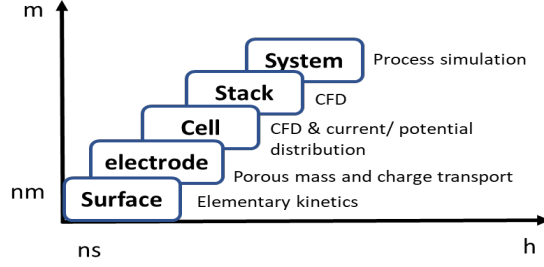 m
System
Process simulation
Stack
CFD
Cell
CFD & current/ potential
distribution
electrode
Porous mass and charge transport
nm
Surface
Elementary kinetics
ns
h